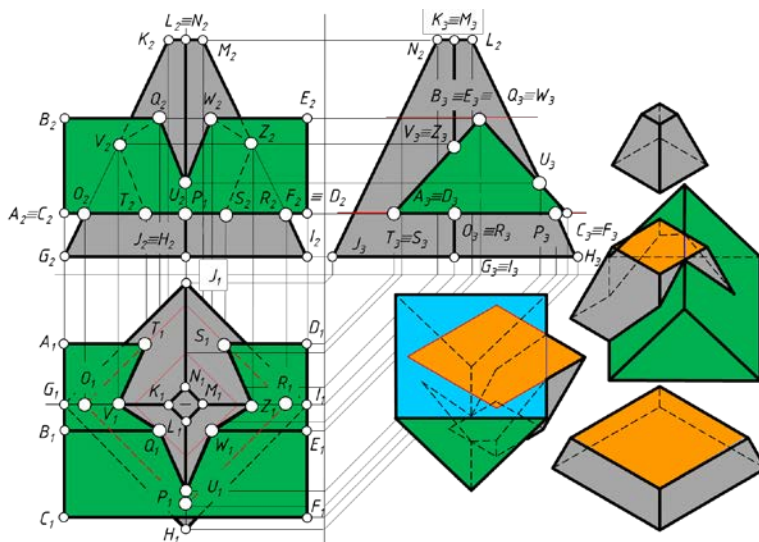 L2≡N2
K2
M2
Q2
W2
E2
B2
V2
Z2
O2
T2
U2
P1
S2
R2
F2
≡ D2
A2≡C2
J2≡H2
I2
G2
K3≡M3
N2
L2
B3 ≡E3≡
Q3≡W3
V3≡Z3
U3
A3≡D3
T3≡S3
O3≡R3
P3
C3≡F3
J3
G3≡I3
H3
J1
A1
T1
S1
D1
G1
O1
N1
R1
I1
V1
K1
M1
Z1
B1
L1
Q1
W1
E1
P1
U1
F1
C1
H1